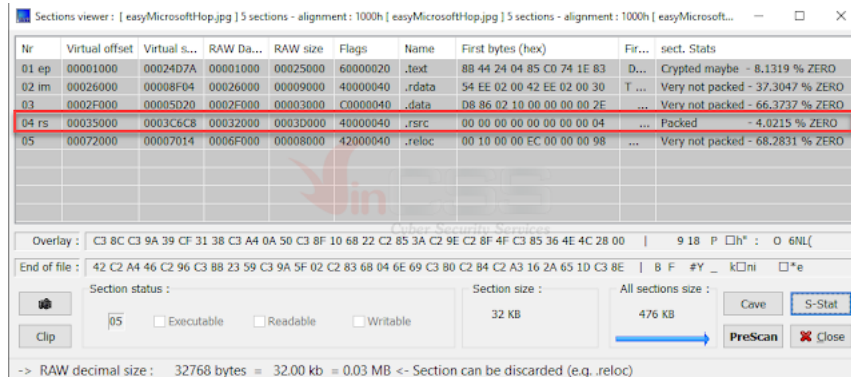 Sections viewer : [ easyMicrosoftHop.jpg ] 5 sections - alignment : 1000h [ easyMicrosoftHop.jpg ] 5 sections - alignment : 1000h [ easyMicrosoft...
Nr Virtual offset Virtual s... RAW Da... RAW size Flags Name First bytes (hex) Fir... sect. Stats
01 ep 00001000 00024D7A 00001000 00025000 60000020 .text 8B 44 24 04 85 C0 74 1E 83 D... Crypted maybe - 8.1319 % ZERO
02 im 00026000 00008F04 00026000 00009000 40000040 .rdata 54 EE 02 00 42 EE 02 00 30 T ... Very not packed - 37.3047 % ZERO
03 0002F000 00005D20 0002F000 00003000 C0000040 .data D8 86 02 10 00 00 00 00 2E ... Very not packed - 66.3737 % ZERO
04 rs 00035000 0003C6C8 00032000 0003D000 40000040 .rsrc 00 00 00 00 00 00 00 00 04 ... Packed - 4.0215 % ZERO
05 00072000 00007014 0006F000 00008000 42000040 .reloc 00 10 00 00 EC 00 00 00 98 ... Very not packed - 68.2831 % ZERO
VinCSS
Cyber Security Services
Overlay : C3 8C C3 9A 39 CF 31 38 C3 A4 0A 50 C3 8F 10 68 22 C2 85 3A C2 9E C2 8F 4F C3 85 36 4E 4C 28 00 | 9 18 P □h" : O 6NL(
End of file : 42 C2 A4 46 C2 96 C3 B8 23 59 C3 9A 5F 02 C2 83 68 04 6E 69 C3 80 C2 B4 C2 A3 16 2A 65 1D C3 8E | B F #Y _ k□ni □*e
Section status :
05 Executable Readable Writable
Section size :
32 KB
All sections size :
476 KB
Cave S-Stat
Clip
PreScan Close
-> RAW decimal size : 32768 bytes = 32.00 kb = 0.03 MB <- Section can be discarded (e.g. .reloc)